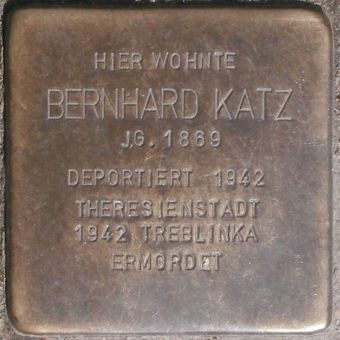 HIER WOHNTE
BERNHARD KATZ
JG. 1869
DEPORTIERT 1942
THERESIENSTADT
1942 TREBLINKA
ERMORDET